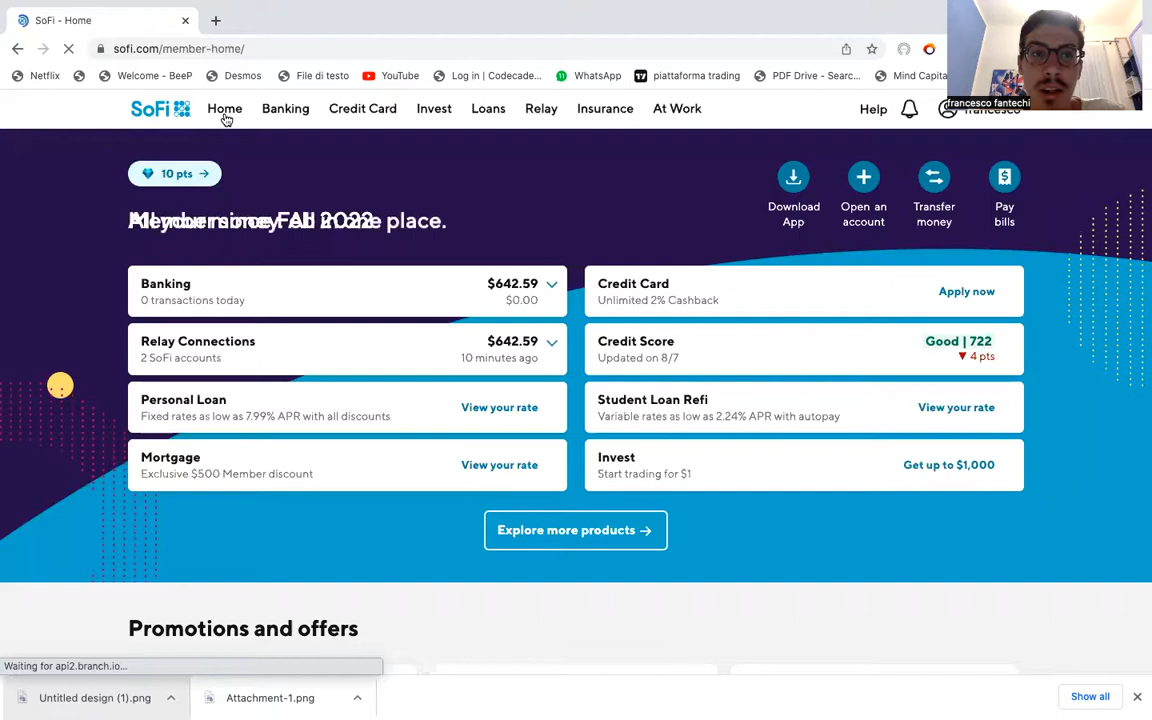 SoFi - Home
sofi.com/member-home/
Netflix
Welcome - BeeP
Desmos
File di testo
YouTube
Log in | Codecade...
WhatsApp
piattaforma trading
PDF Drive - Searc...
Mind Capita
francesco fantechi
SoFi
Home
Banking
Credit Card
Invest
Loans
Relay
Insurance
At Work
Help
francesco
10 pts →
Download App
Open an account
Transfer money
Pay bills
Banking
$642.59
0 transactions today
$0.00
Credit Card
Unlimited 2% Cashback
Apply now
Relay Connections
$642.59
2 SoFi accounts
10 minutes ago
Credit Score
Good | 722
Updated on 8/7
▼ 4 pts
Personal Loan
Fixed rates as low as 7.99% APR with all discounts
View your rate
Student Loan Refi
Variable rates as low as 2.24% APR with autopay
View your rate
Mortgage
Exclusive $500 Member discount
View your rate
Invest
Start trading for $1
Get up to $1,000
Explore more products →
Promotions and offers
Waiting for api2.branch.io...
Untitled design (1).png
Attachment-1.png
Show all